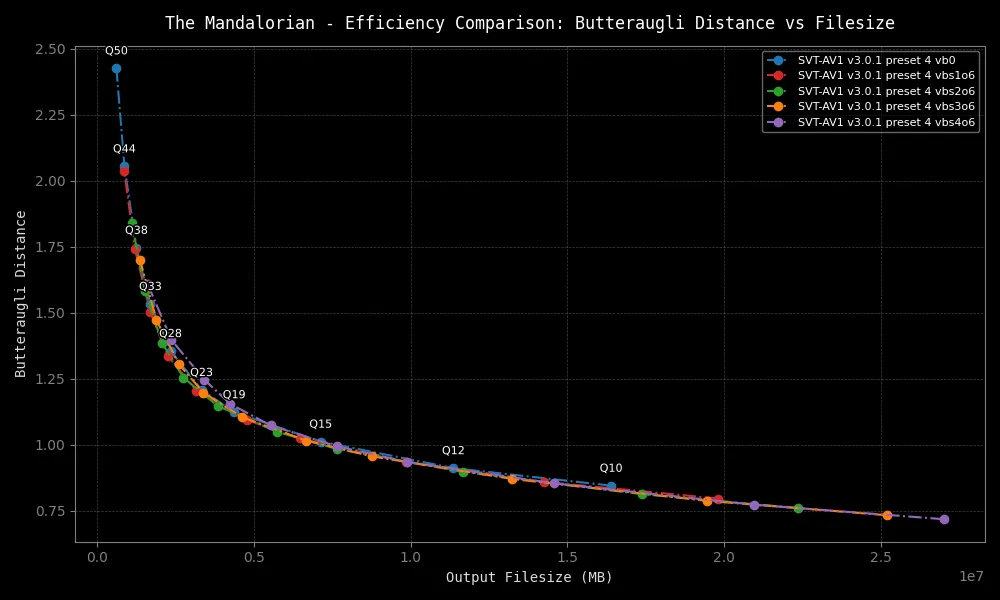 The Mandalorian - Efficiency Comparison: Butteraugli Distance vs Filesize
SVT-AV1 v3.0.1 preset 4 vb0
SVT-AV1 v3.0.1 preset 4 vbs1o6
SVT-AV1 v3.0.1 preset 4 vbs2o6
SVT-AV1 v3.0.1 preset 4 vbs3o6
SVT-AV1 v3.0.1 preset 4 vbs4o6
Butteraugli Distance
2.50
2.25
2.00
1.75
1.50
1.25
1.00
0.75
Q50
Q44
Q38
Q33
Q28
Q23
Q19
Q15
Q12
Q10
0.0
0.5
1.0
1.5
2.0
2.5
1e7
Output Filesize (MB)